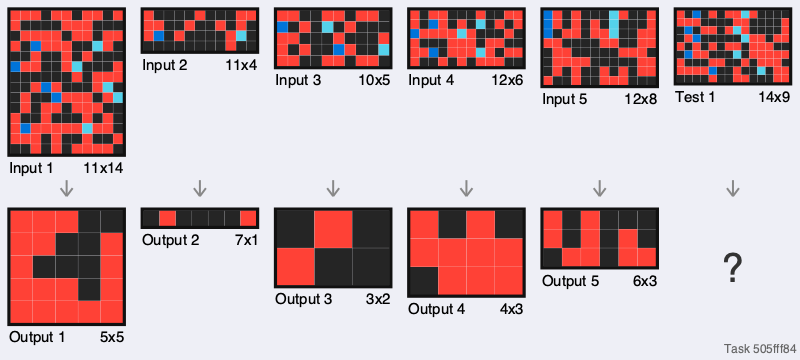 Input 1 11x14
Input 2 11x4
Input 3 10x5
Input 4 12x6
Input 5 12x8
Test 1 14x9
Output 1 5x5
Output 2 7x1
Output 3 3x2
Output 4 4x3
Output 5 6x3
?
Task 505fff84